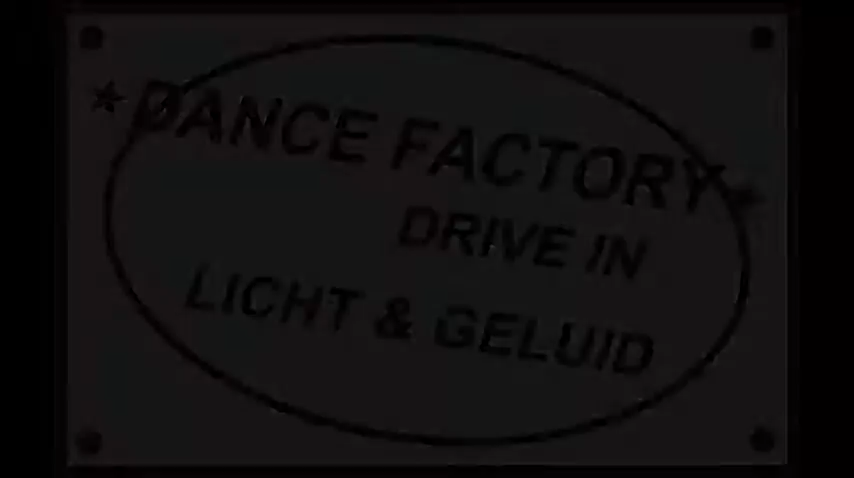 ★DANCE FACTORY★
DRIVE IN
LICHT & GELUID